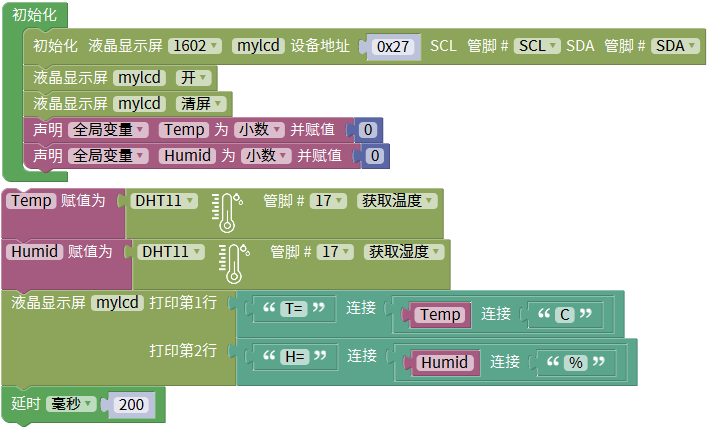 初始化
初始化 液晶显示屏 1602 mylcd 设备地址 0x27 SCL 管脚 # SCL SDA 管脚 # SDA
液晶显示屏 mylcd 开
液晶显示屏 mylcd 清屏
声明 全局变量 Temp 为 小数 并赋值 0
声明 全局变量 Humid 为 小数 并赋值 0
Temp 赋值为 DHT11 管脚 # 17 获取温度
Humid 赋值为 DHT11 管脚 # 17 获取湿度
液晶显示屏 mylcd 打印第1行 “ T= ” 连接 Temp 连接 “ C ”
打印第2行 “ H= ” 连接 Humid 连接 “ % ”
延时 毫秒 200